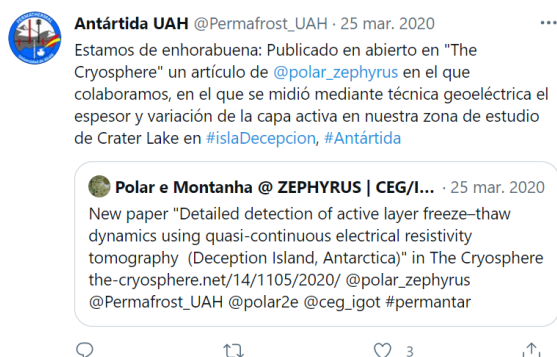 Antártida UAH @Permafrost_UAH · 25 mar. 2020
Estamos de enhorabuena: Publicado en abierto en "The
Cryosphere" un artículo de @polar_zephyrus en el que
colaboramos, en el que se midió mediante técnica geoeléctrica el
espesor y variación de la capa activa en nuestra zona de estudio
de Crater Lake en #islaDecepcion, #Antártida
Polar e Montanha @ ZEPHYRUS | CEG/I... · 25 mar. 2020
New paper "Detailed detection of active layer freeze–thaw
dynamics using quasi-continuous electrical resistivity
tomography (Deception Island, Antarctica)" in The Cryosphere
the-cryosphere.net/14/1105/2020/ @polar_zephyrus
@Permafrost_UAH @polar2e @ceg_igot #permantar
3